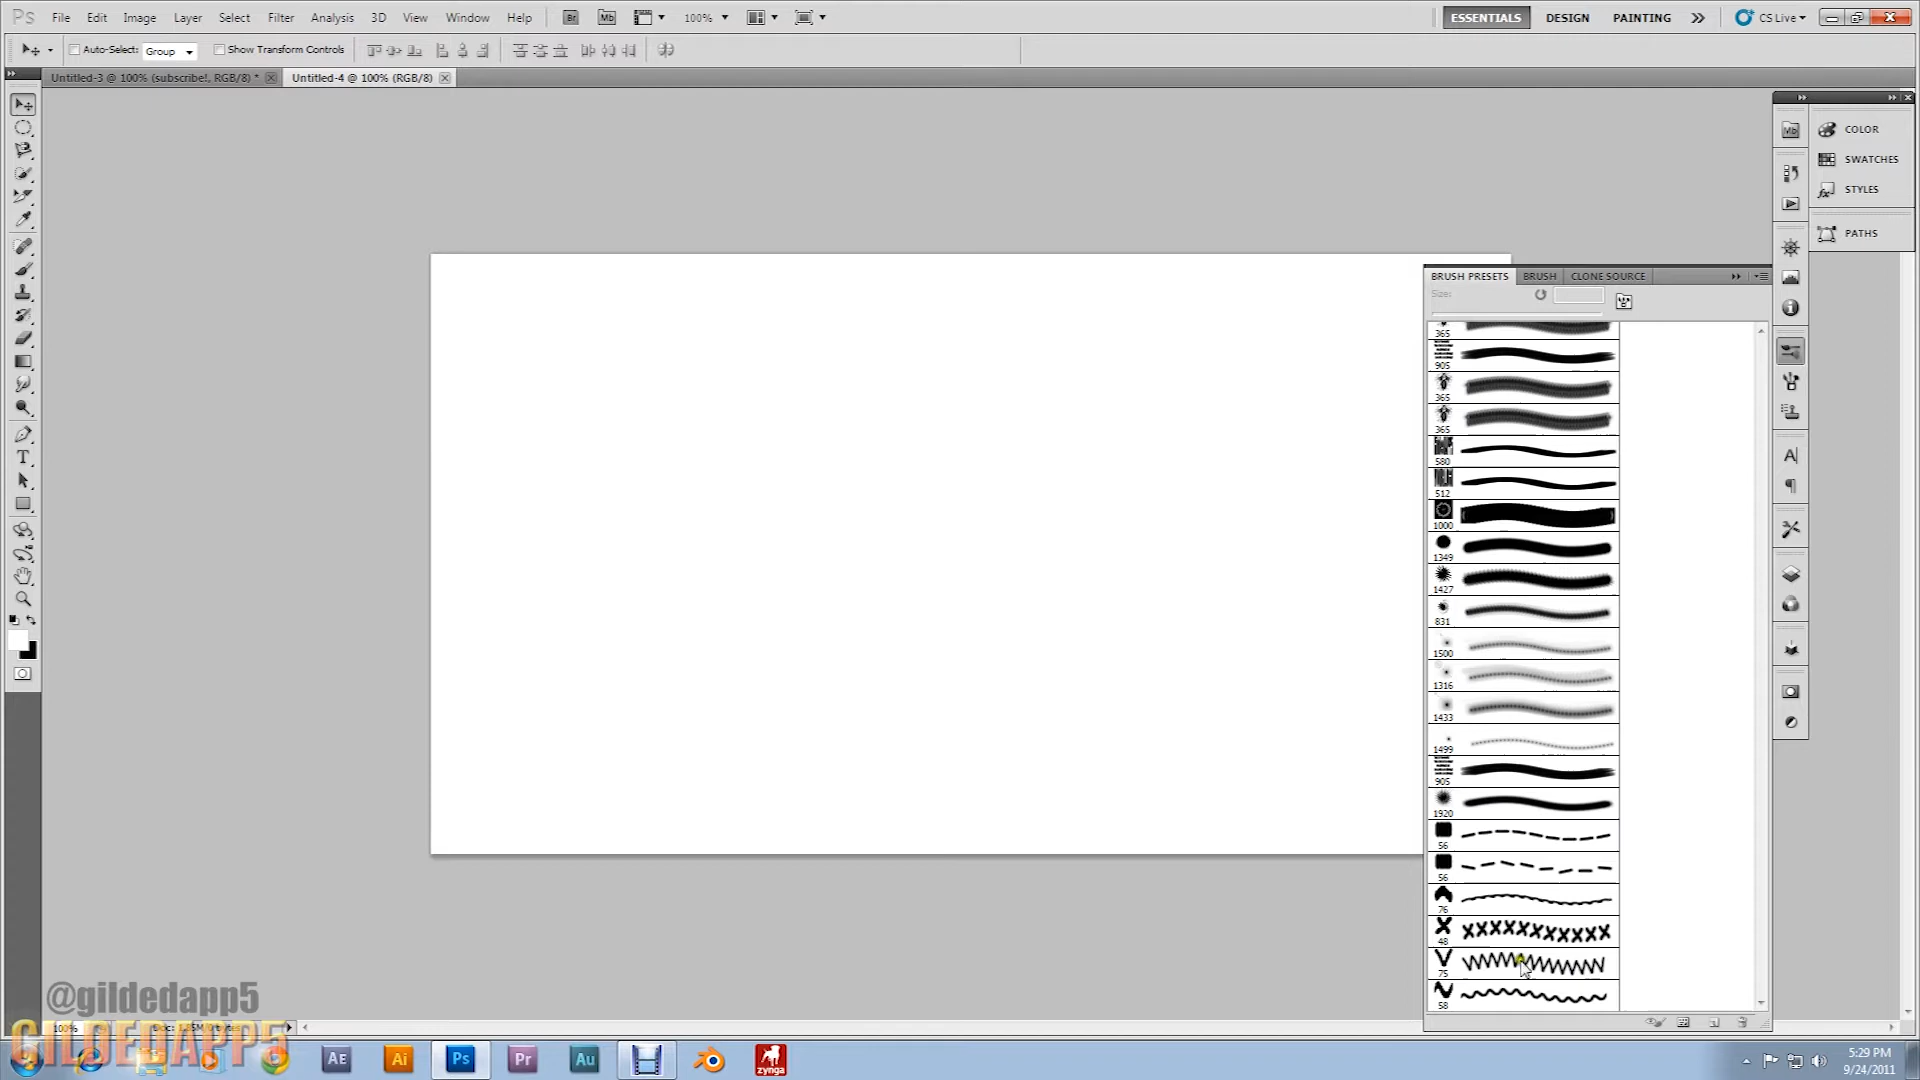 Ps File Edit Image Layer Select Filter Analysis 3D View Window Help Br Mb 100% ESSENTIALS DESIGN PAINTING CS Live
Auto-Select: Group Show Transform Controls
Untitled-3 @ 100% (subscribe!, RGB/8) * Untitled-4 @ 100% (RGB/8)
Mb COLOR
SWATCHES
STYLES
PATHS
BRUSH PRESETS BRUSH CLONE SOURCE
Size:
365
905
365
365
580
512
1000
1349
1427
831
1500
1316
1433
1499
905
1920
56
56
76
48
75
58
@gildedapp5
100%
GILDEDAPP5
AE Ai Ps Pr Au zynga
5:29 PM
9/24/2011